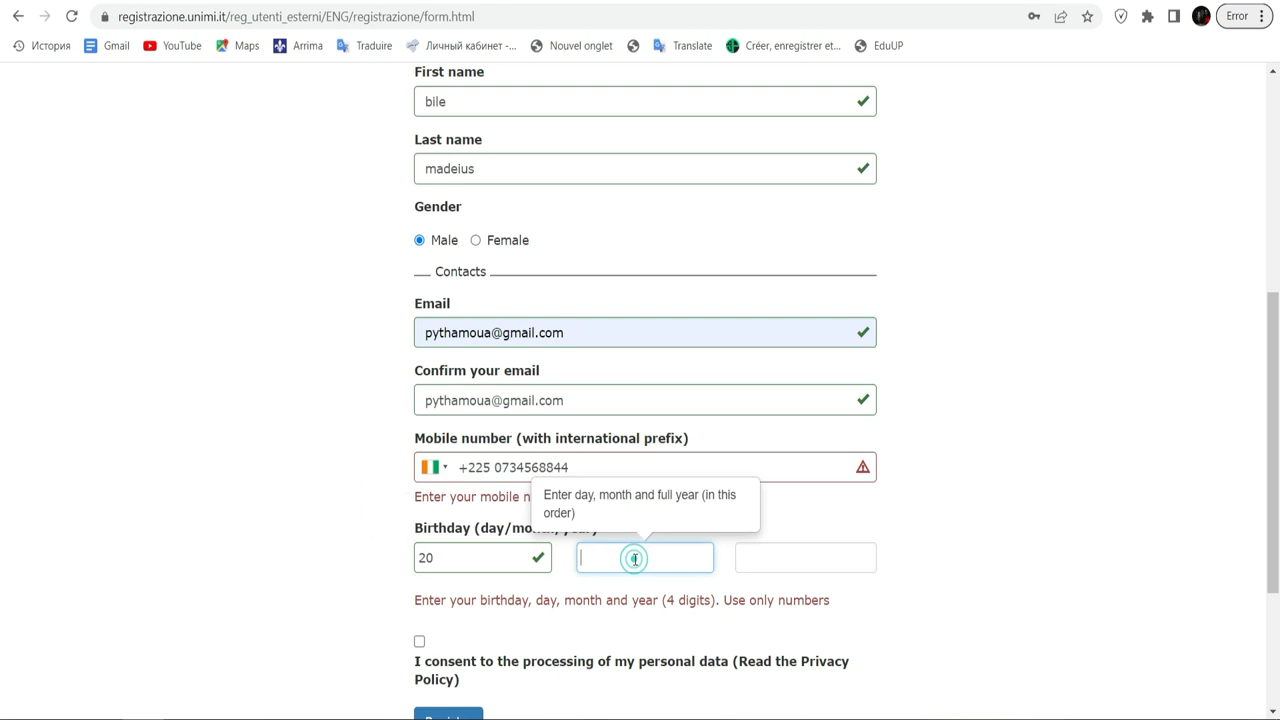 registrazione.unimi.it/reg_utenti_esterni/ENG/registrazione/form.html
Error
История
Gmail
YouTube
Maps
Arrima
Traduire
Личный кабинет -...
Nouvel onglet
Translate
Créer, enregistrer et...
EduUP
First name
bile
Last name
madeius
Gender
Male
Female
Contacts
Email
pythamoua@gmail.com
Confirm your email
pythamoua@gmail.com
Mobile number (with international prefix)
+225 0734568844
Enter your mobile n
Enter day, month and full year (in this
order)
Birthday (day/month/year)
20
Enter your birthday, day, month and year (4 digits). Use only numbers
I consent to the processing of my personal data (Read the Privacy
Policy)